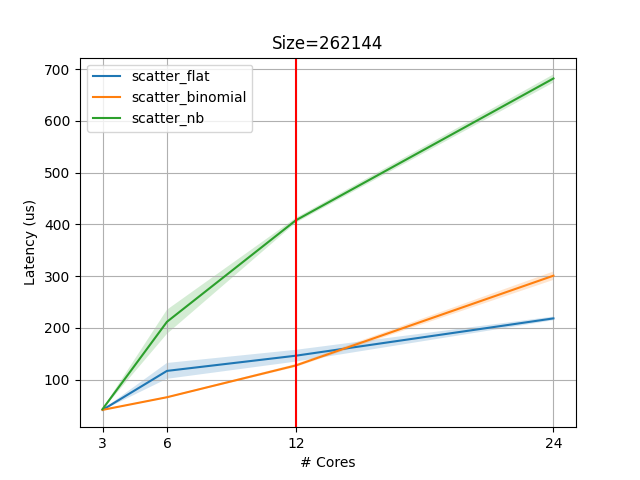 Size=262144
scatter_flat
scatter_binomial
scatter_nb
Latency (us)
700
600
500
400
300
200
100
3
6
12
24
# Cores